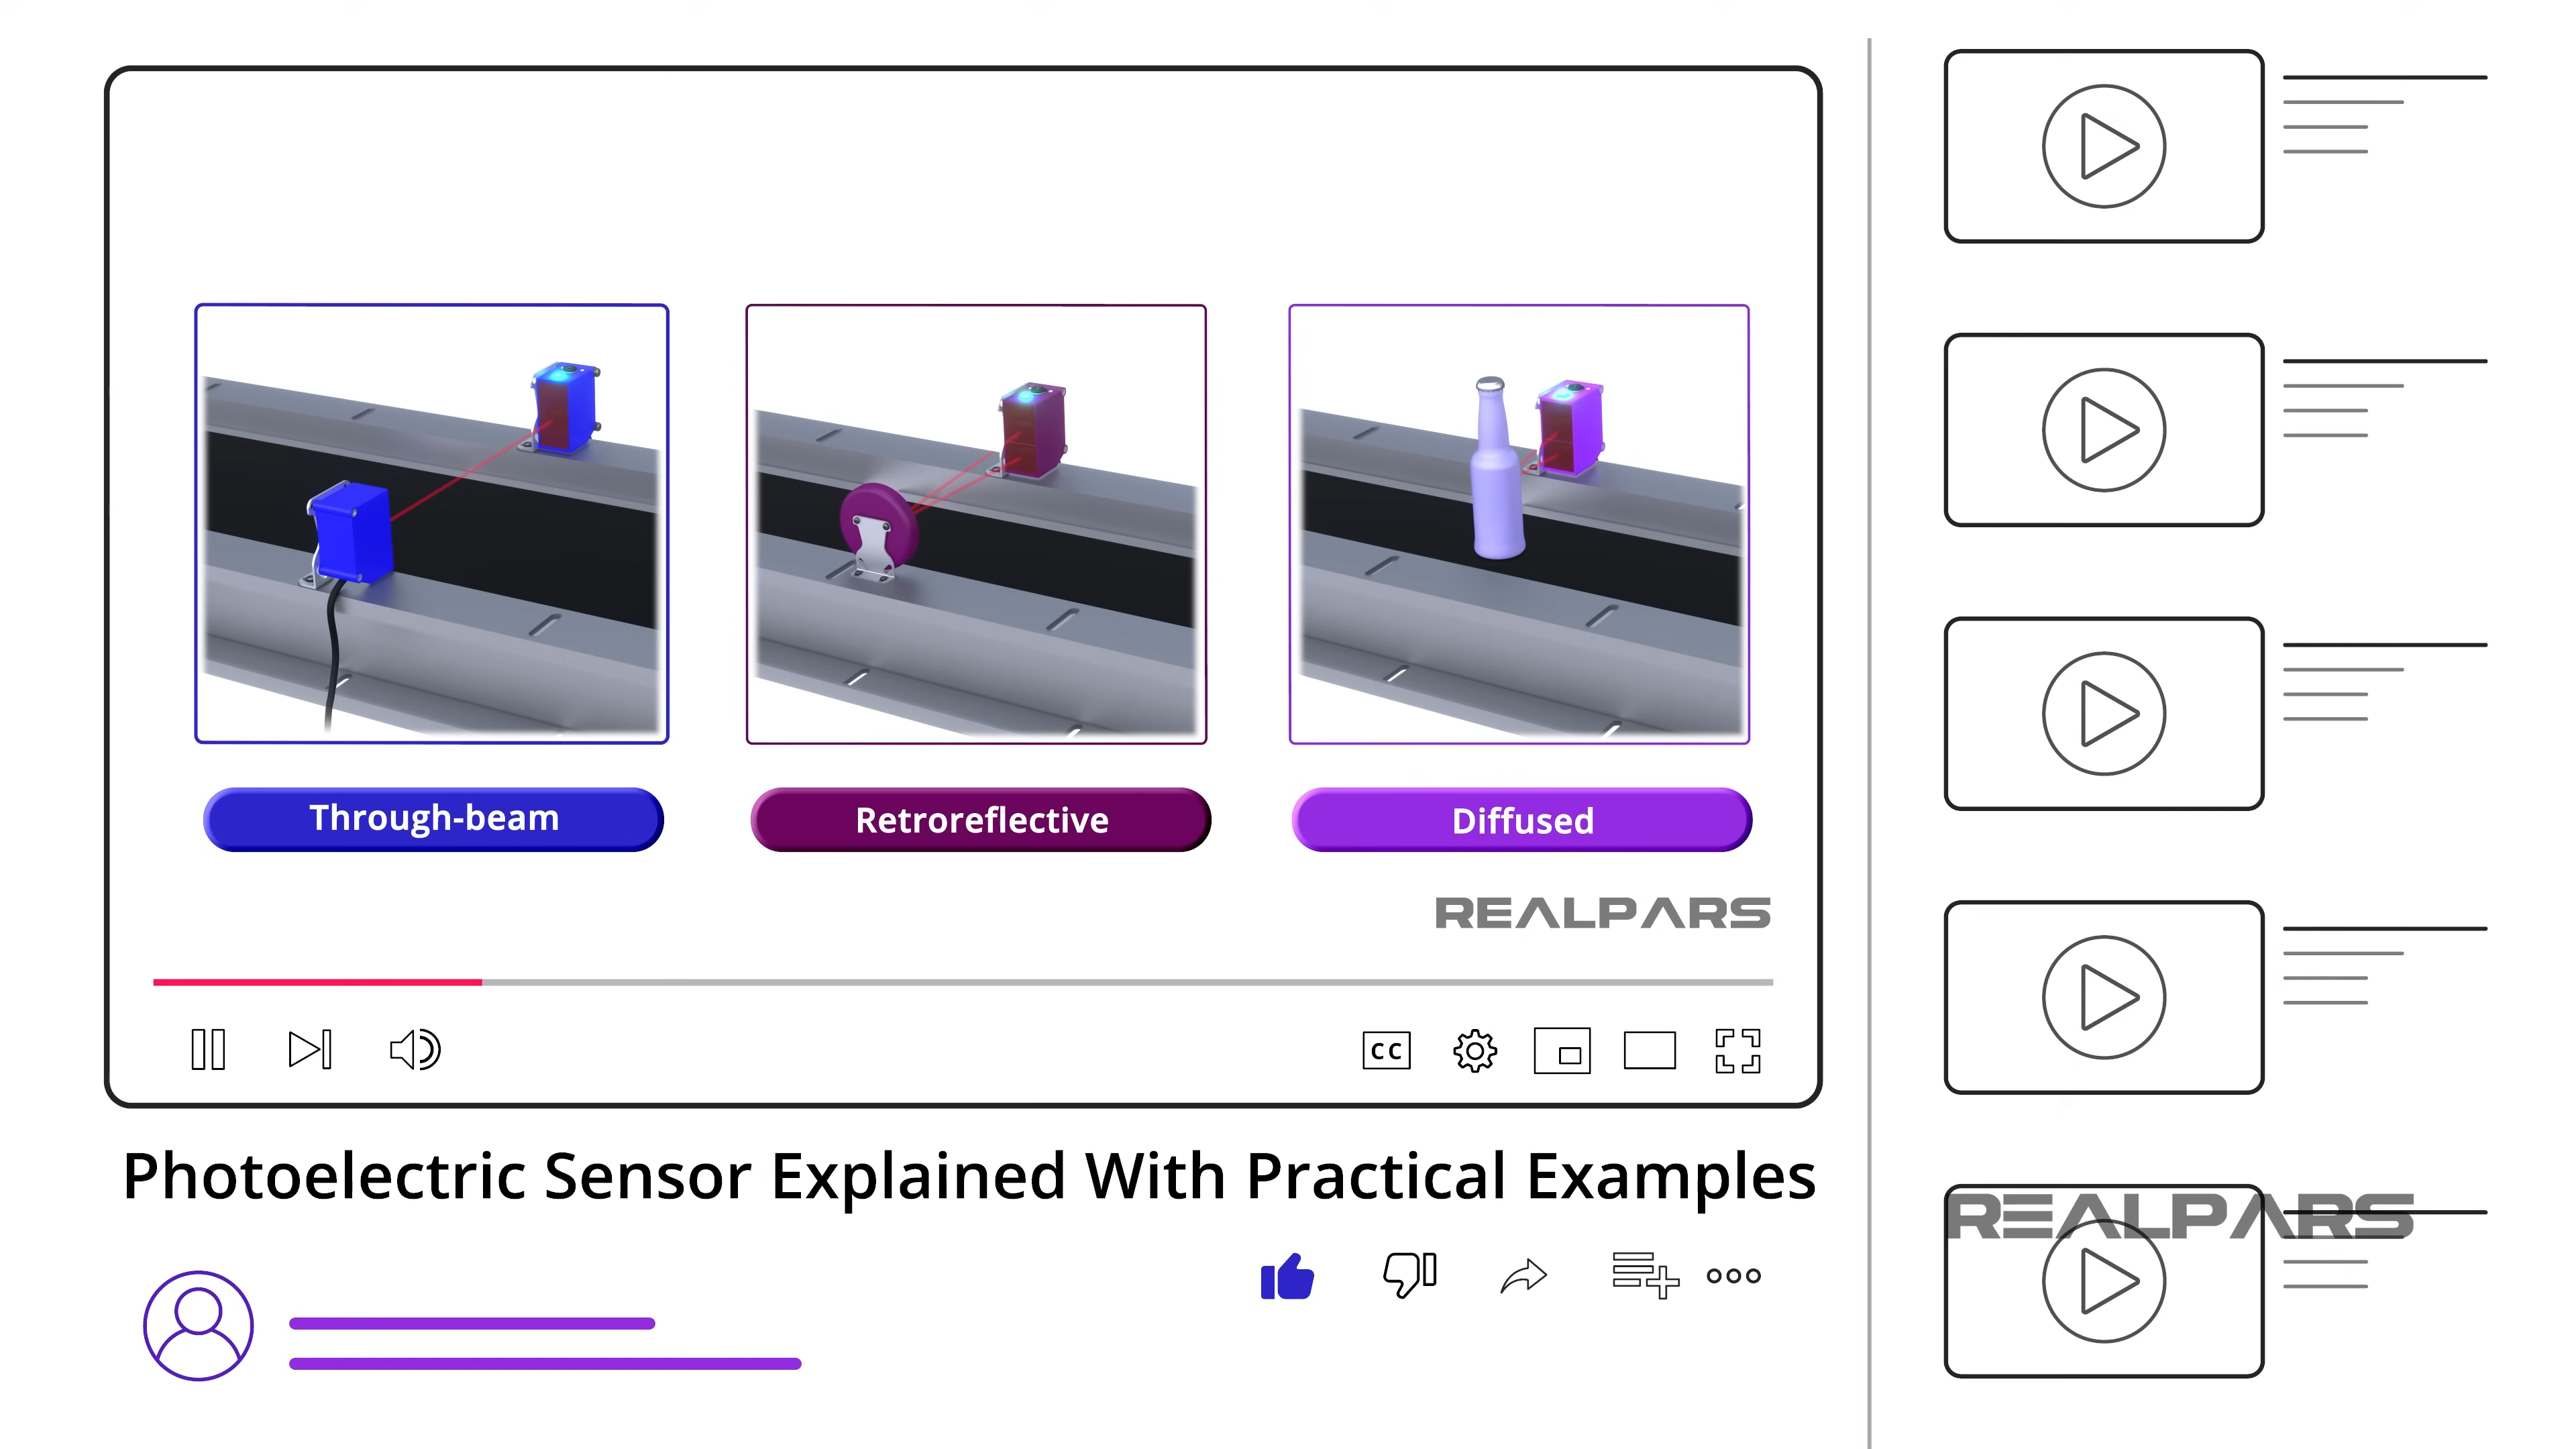 Through-beam
Retroreflective
Diffused
REALPARS
CC
Photoelectric Sensor Explained With Practical Examples
REALPARS